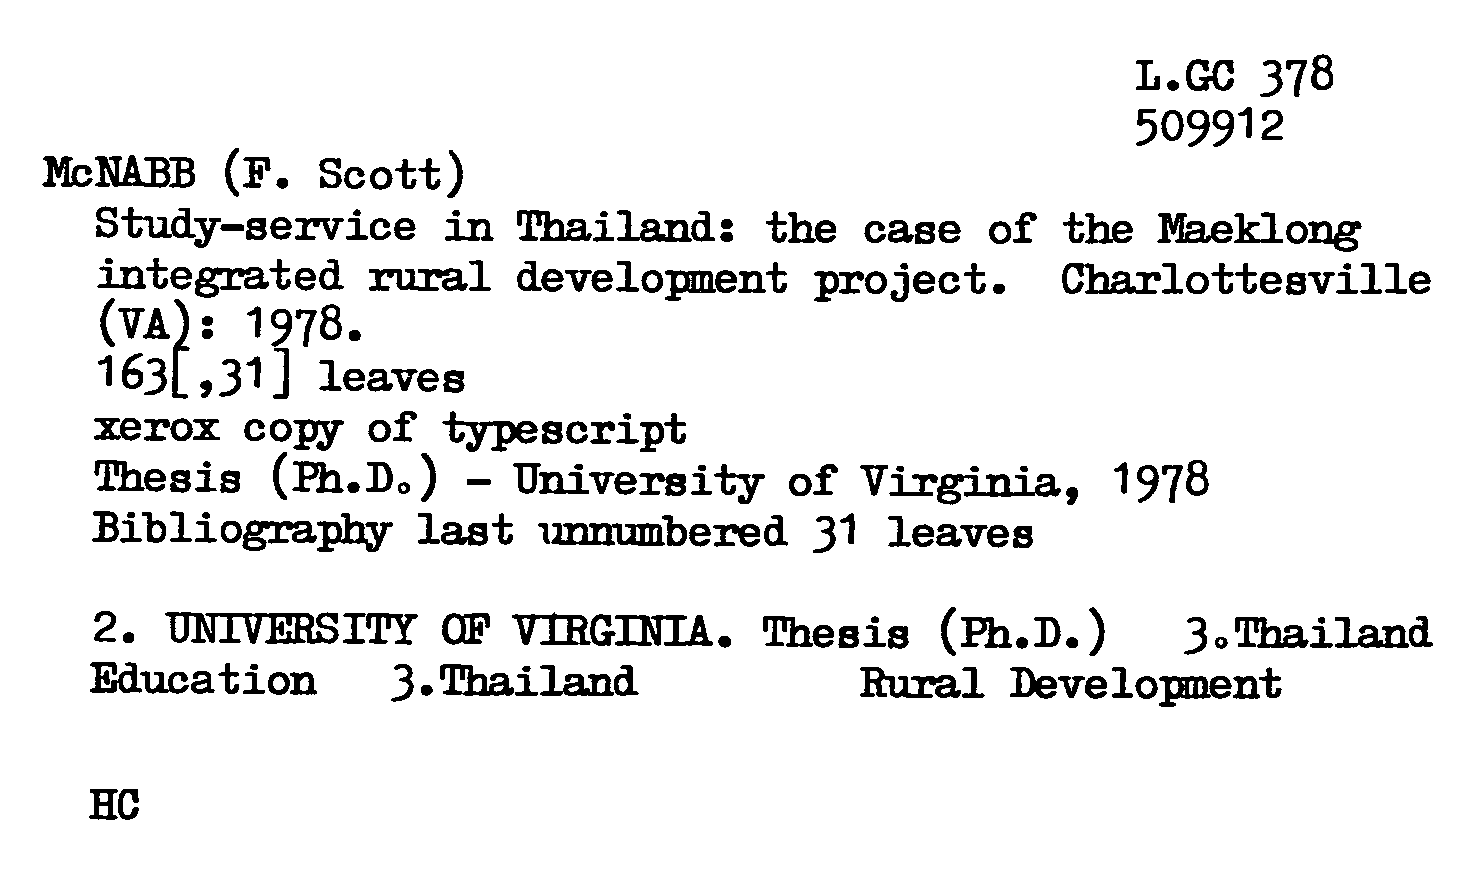 L.GC 378
509912
McNABB (F. Scott)
Study-service in Thailand: the case of the Maeklong
integrated rural development project. Charlottesville
(VA): 1978.
163[,31] leaves
xerox copy of typescript
Thesis (Ph.D.) - University of Virginia, 1978
Bibliography last unnumbered 31 leaves
2. UNIVERSITY OF VIRGINIA. Thesis (Ph.D.) 3.Thailand
Education 3.Thailand Rural Development
HC